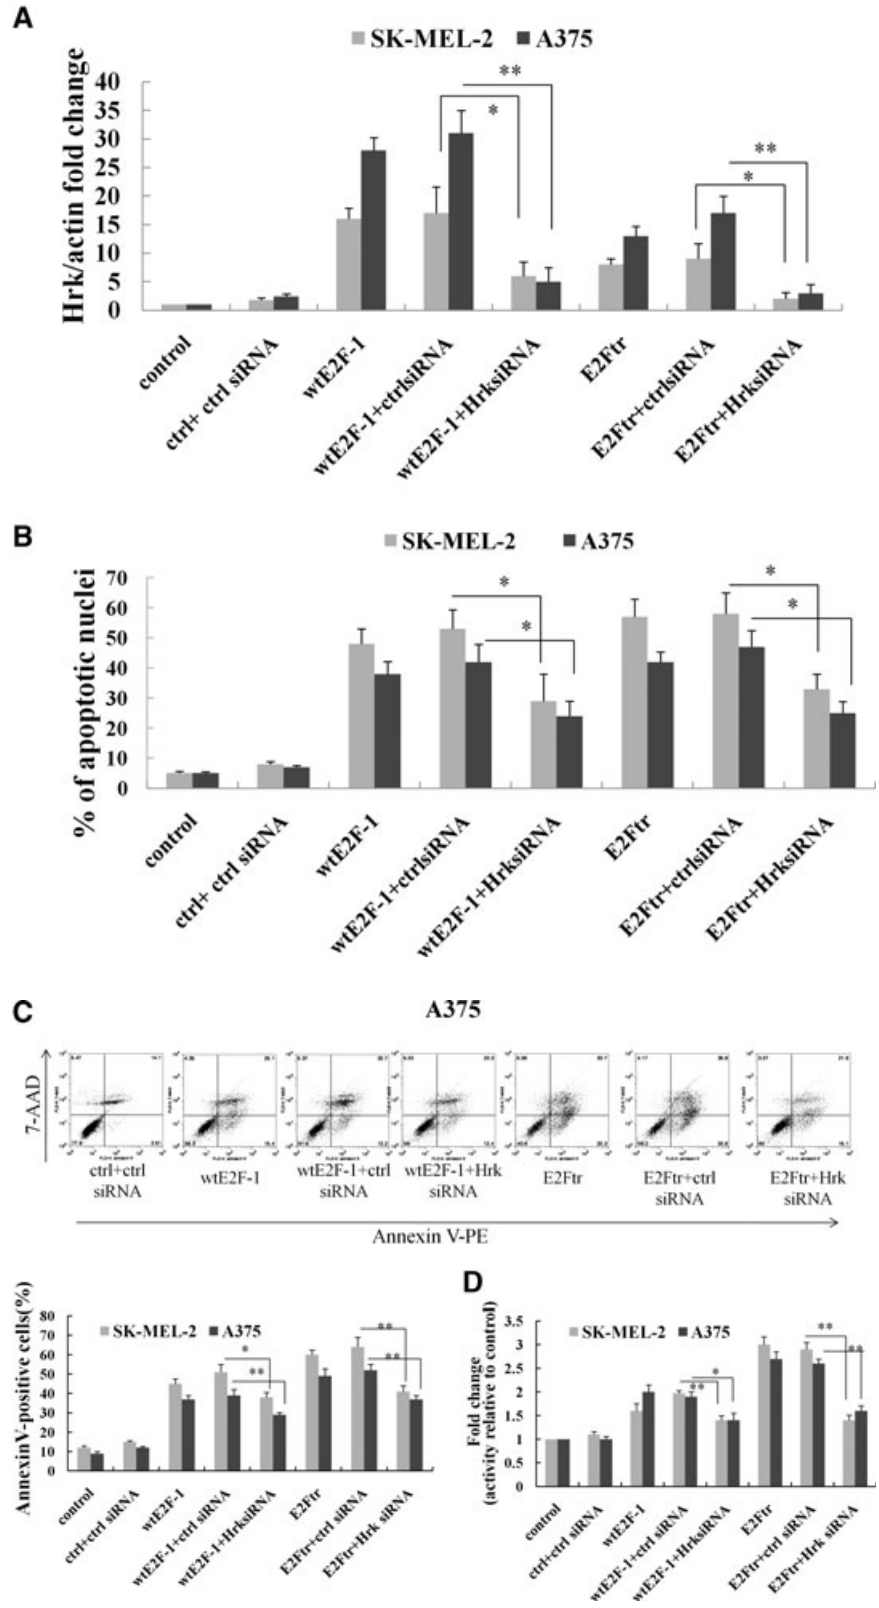 A
SK-MEL-2 A375
Hrk/actin fold change
40
35
30
25
20
15
10
5
0
**
*
**
*
control
ctrl+ ctrl siRNA
wtE2F-1
wtE2F-1+ctrlsiRNA
wtE2F-1+HrksiRNA
E2Ftr
E2Ftr+ctrlsiRNA
E2Ftr+HrksiRNA
B
SK-MEL-2 A375
% of apoptotic nuclei
70
60
50
40
30
20
10
0
*
*
*
*
control
ctrl+ ctrl siRNA
wtE2F-1
wtE2F-1+ctrlsiRNA
wtE2F-1+HrksiRNA
E2Ftr
E2Ftr+ctrlsiRNA
E2Ftr+HrksiRNA
C
A375
7-AAD
ctrl+ctrl
siRNA
wtE2F-1
wtE2F-1+ctrl
siRNA
wtE2F-1+Hrk
siRNA
E2Ftr
E2Ftr+ctrl
siRNA
E2Ftr+Hrk
siRNA
Annexin V-PE
AnnexinV-positive cells(%)
80
70
60
50
40
30
20
10
0
SK-MEL-2 A375
*
**
**
**
control
ctrl+ctrl siRNA
wtE2F-1
wtE2F-1+ctrl siRNA
wtE2F-1+HrksiRNA
E2Ftr
E2Ftr+ctrl siRNA
E2Ftr+Hrk siRNA
D
Fold change
(activity relative to control)
3.5
3
2.5
2
1.5
1
0.5
0
SK-MEL-2 A375
*
**
**
**
control
ctrl+ctrl siRNA
wtE2F-1
wtE2F-1+ctrl siRNA
wtE2F-1+HrksiRNA
E2Ftr
E2Ftr+ctrl siRNA
E2Ftr+Hrk siRNA